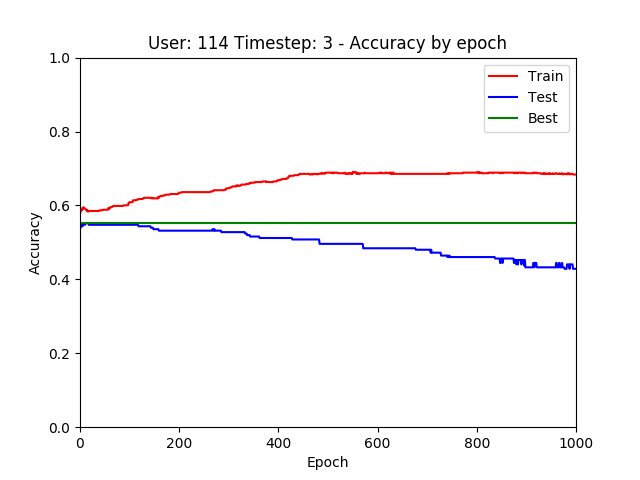 User: 114 Timestep: 3 - Accuracy by epoch
1.0
0.8
0.6
0.4
0.2
0.0
Accuracy
Train
Test
Best
0 200 400 600 800 1000
Epoch